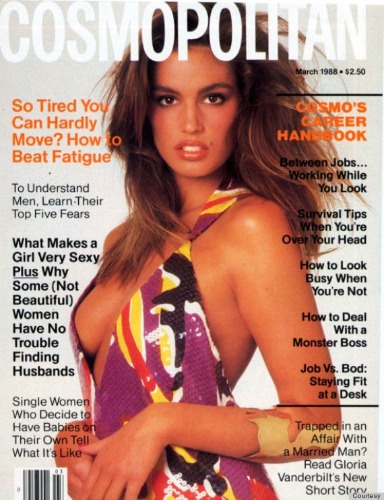 COSMOPOLITAN
March 1988 • $2.50
So Tired You
Can Hardly
Move? How to
Beat Fatigue
To Understand
Men, Learn Their
Top Five Fears
What Makes a
Girl Very Sexy
Plus Why
Some (Not
Beautiful)
Women
Have No
Trouble
Finding
Husbands
Single Women
Who Decide to
Have Babies on
Their Own Tell
What It's Like
COSMO'S
CAREER
HANDBOOK
Between Jobs...
Working While
You Look
Survival Tips
When You're
Over Your Head
How to Look
Busy When
You're Not
How to Deal
With a
Monster Boss
Job Vs. Bod:
Staying Fit
at a Desk
Trapped in an
Affair With
a Married Man?
Read Gloria
Vanderbilt's New
Short Story
03
Courtesy